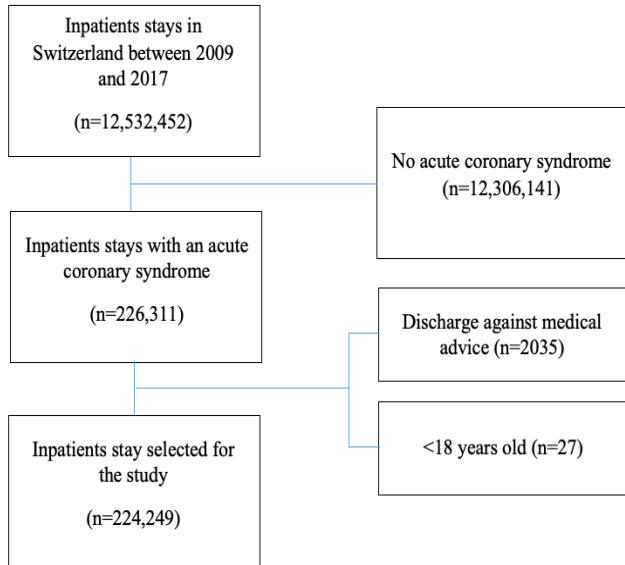 Inpatients stays in
Switzerland between 2009
and 2017
(n=12,532,452)
No acute coronary syndrome
(n=12,306,141)
Inpatients stays with an acute
coronary syndrome
(n=226,311)
Discharge against medical
advice (n=2035)
<18 years old (n=27)
Inpatients stay selected for
the study
(n=224,249)